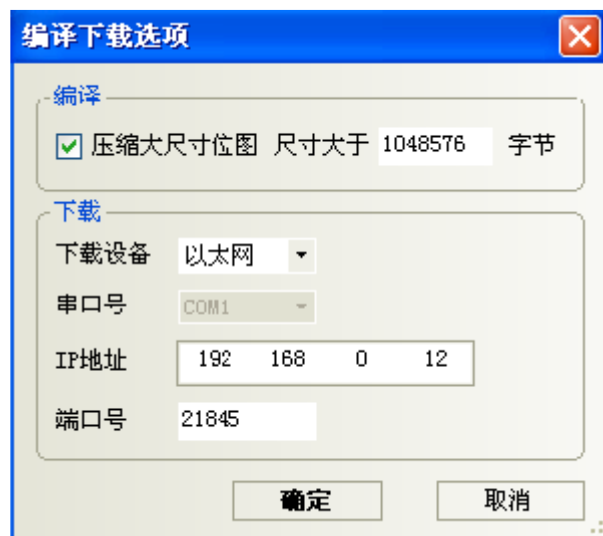 编译下载选项
编译
压缩大尺寸位图 尺寸大于 1048576 字节
下载
下载设备 以太网
串口号 COM1
IP地址 192 168 0 12
端口号 21845
确定 取消